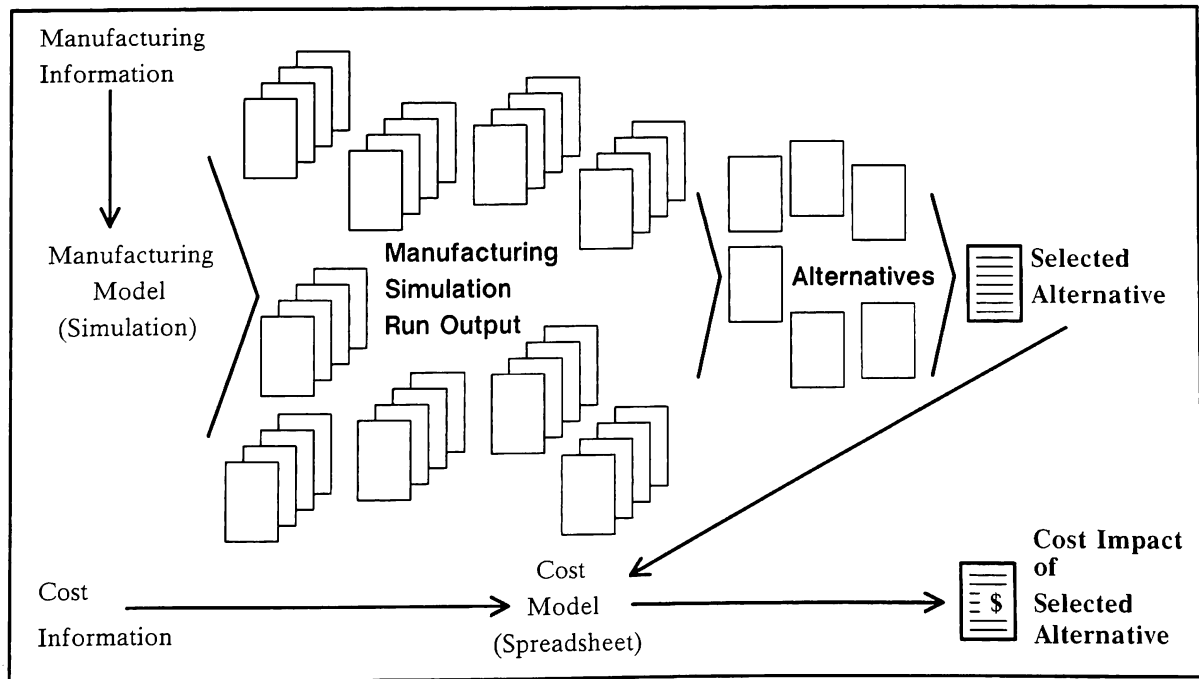 Manufacturing
Information
Manufacturing
Model
(Simulation)
Manufacturing
Simulation
Run Output
Alternatives
Selected
Alternative
Cost
Information
Cost
Model
(Spreadsheet)
$
Cost Impact
of
Selected
Alternative